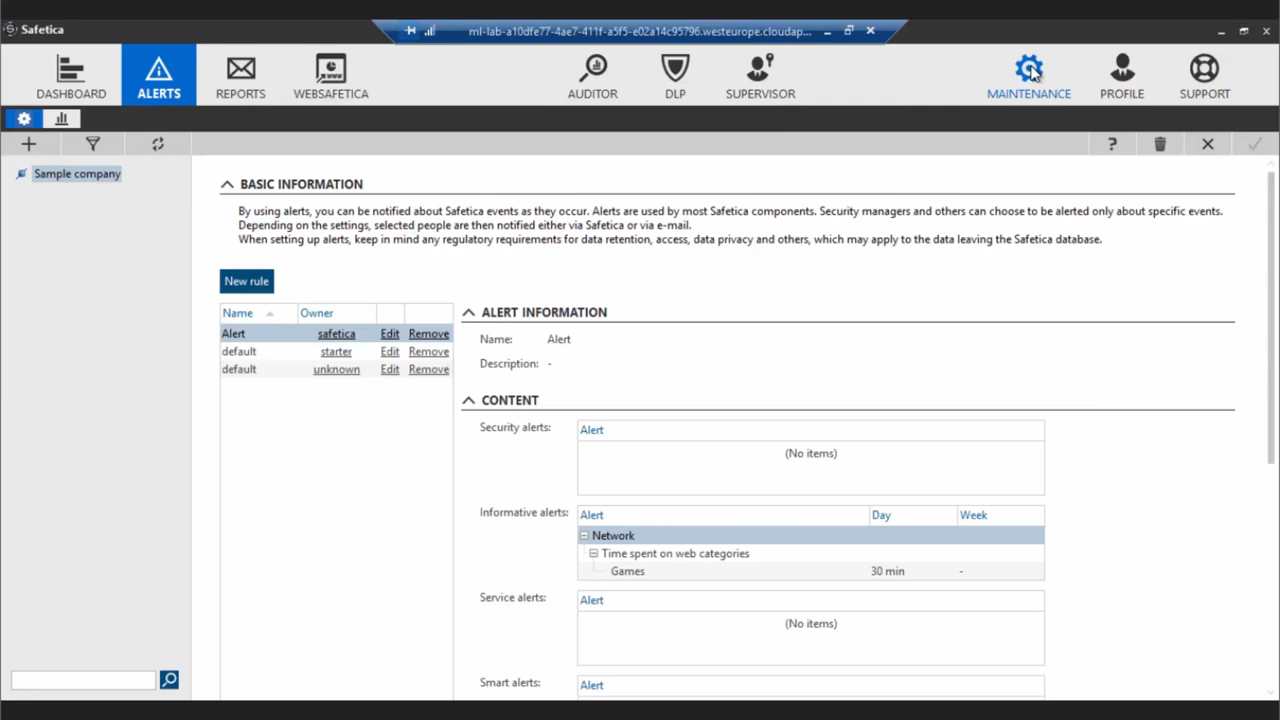 Safetica
ml-lab-a10dfe77-4ae7-411f-a5f5-e02a14c95796.westeurope.cloudap...
DASHBOARD
ALERTS
REPORTS
WEBSAFETICA
AUDITOR
DLP
SUPERVISOR
MAINTENANCE
PROFILE
SUPPORT
Sample company
BASIC INFORMATION
By using alerts, you can be notified about Safetica events as they occur. Alerts are used by most Safetica components. Security managers and others can choose to be alerted only about specific events.
Depending on the settings, selected people are then notified either via Safetica or via e-mail.
When setting up alerts, keep in mind any regulatory requirements for data retention, access, data privacy and others, which may apply to the data leaving the Safetica database.
New rule
Name Owner
Alert safetica Edit Remove
default starter Edit Remove
default unknown Edit Remove
ALERT INFORMATION
Name: Alert
Description: -
CONTENT
Security alerts: Alert
(No items)
Informative alerts: Alert Day Week
Network
Time spent on web categories
Games 30 min -
Service alerts: Alert
(No items)
Smart alerts: Alert